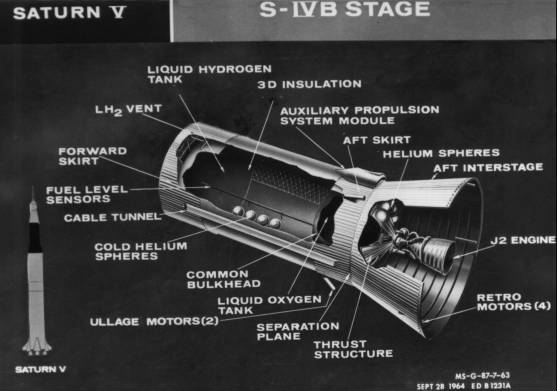 SATURN V
S-IVB STAGE
LIQUID HYDROGEN
TANK
3D INSULATION
LH2 VENT
AUXILIARY PROPULSION
SYSTEM MODULE
AFT SKIRT
FORWARD
SKIRT
HELIUM SPHERES
AFT INTERSTAGE
FUEL LEVEL
SENSORS
CABLE TUNNEL
COLD HELIUM
SPHERES
J2 ENGINE
COMMON
BULKHEAD
LIQUID OXYGEN
TANK
RETRO
MOTORS (4)
ULLAGE MOTORS (2)
SEPARATION
PLANE
THRUST
STRUCTURE
SATURN V
MS-G-87-7-63
SEPT 28 1964 ED B 1231A